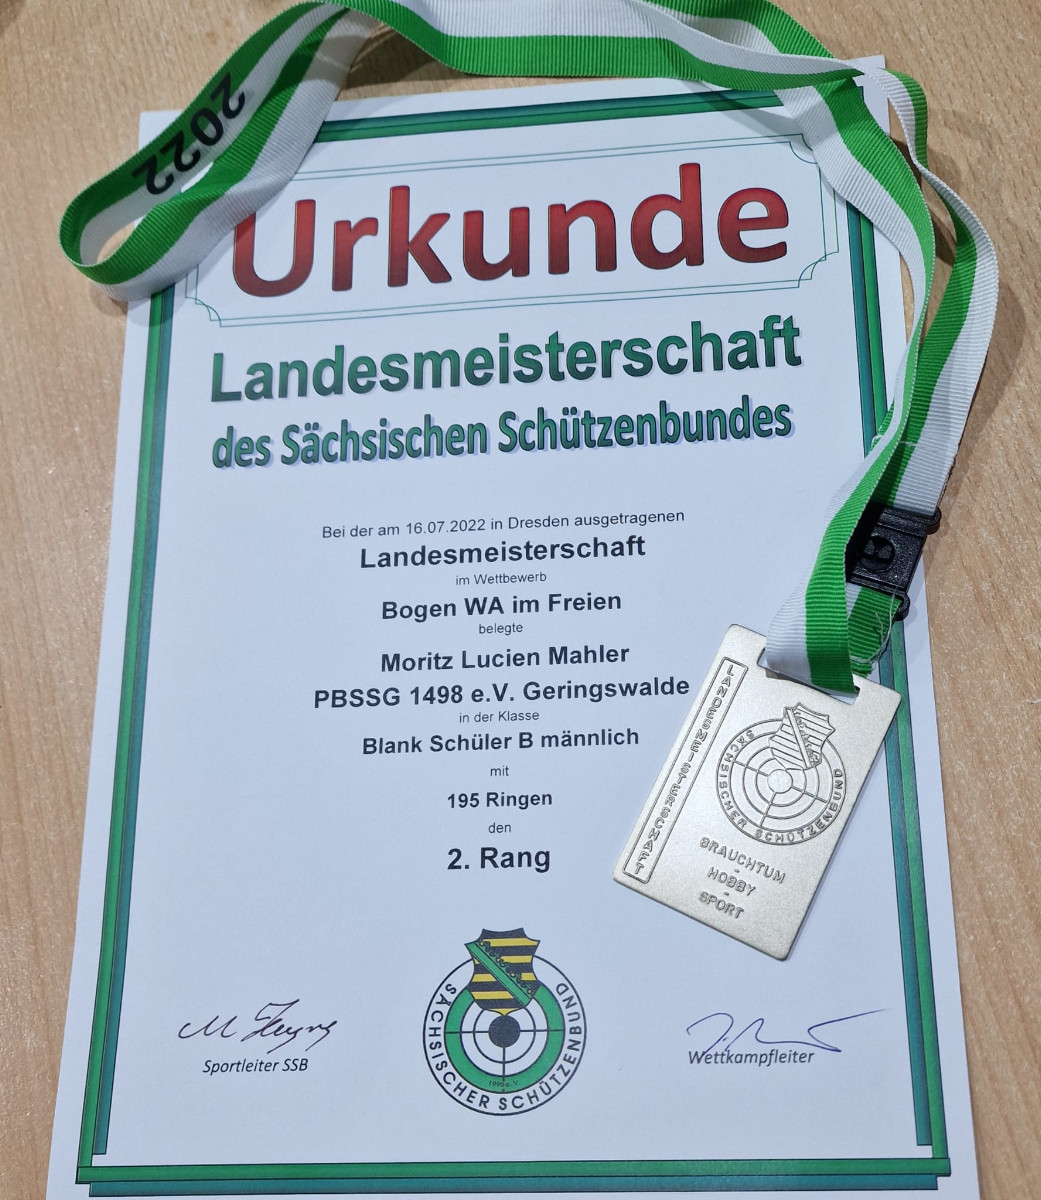 2022
Urkunde
Landesmeisterschaft
des Sächsischen Schützenbundes
Bei der am 16.07.2022 in Dresden ausgetragenen
Landesmeisterschaft
im Wettbewerb
Bogen WA im Freien
belegte
Moritz Lucien Mahler
PBSSG 1498 e.V. Geringswalde
in der Klasse
Blank Schüler B männlich
mit
195 Ringen
den
2. Rang
LANDESMEISTERSCHAFT
SÄCHSISCHER SCHÜTZENBUND
BRAUCHTUM
-
HOBBY
-
SPORT
SÄCHSISCHER SCHÜTZENBUND
1990 e.V.
Sportleiter SSB
Wettkampfleiter